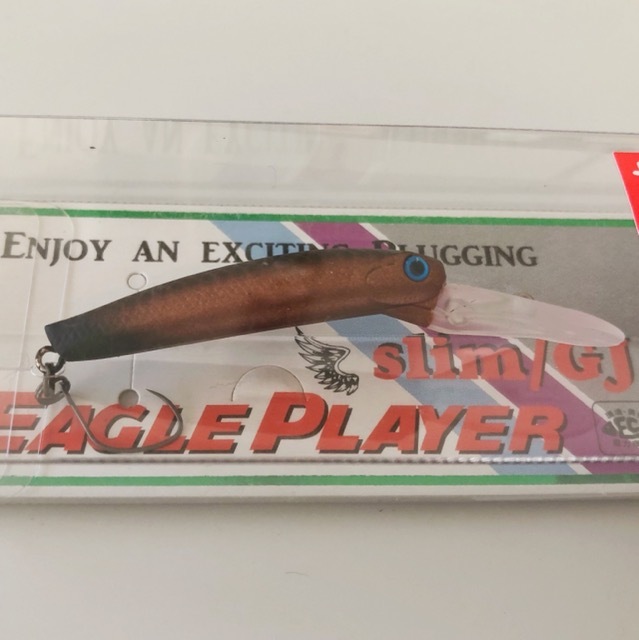 ENJOY AN EXCITING PLUGGING
slim/GJ
EAGLE PLAYER